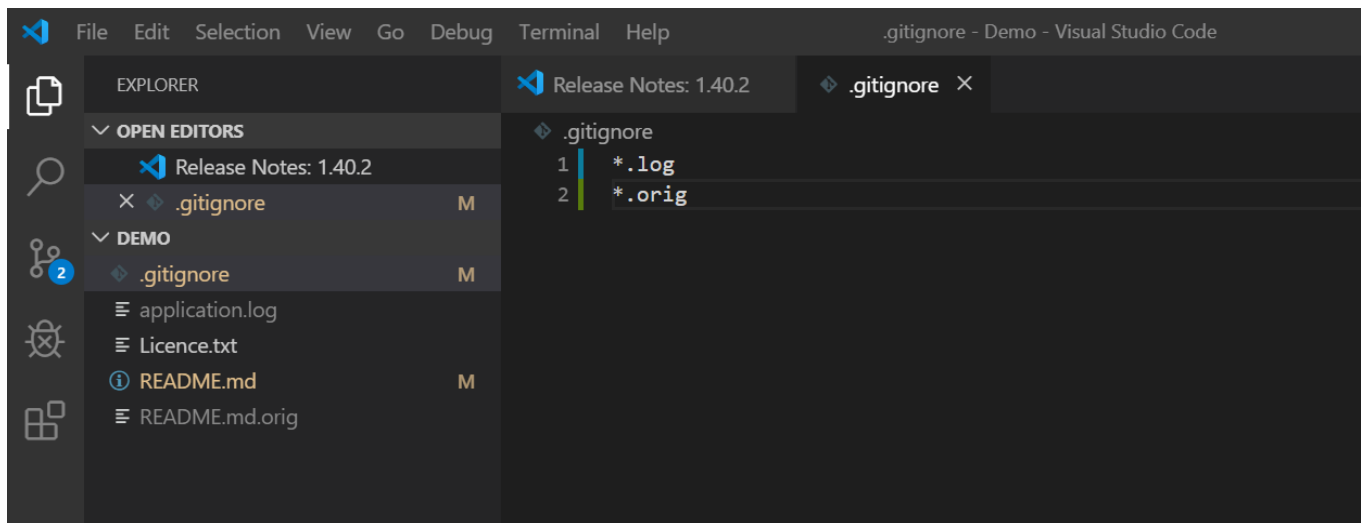 File Edit Selection View Go Debug Terminal Help .gitignore - Demo - Visual Studio Code
EXPLORER
OPEN EDITORS
Release Notes: 1.40.2
.gitignore M
DEMO
.gitignore M
application.log
Licence.txt
README.md M
README.md.orig
2
Release Notes: 1.40.2 .gitignore
.gitignore
1 *.log
2 *.orig